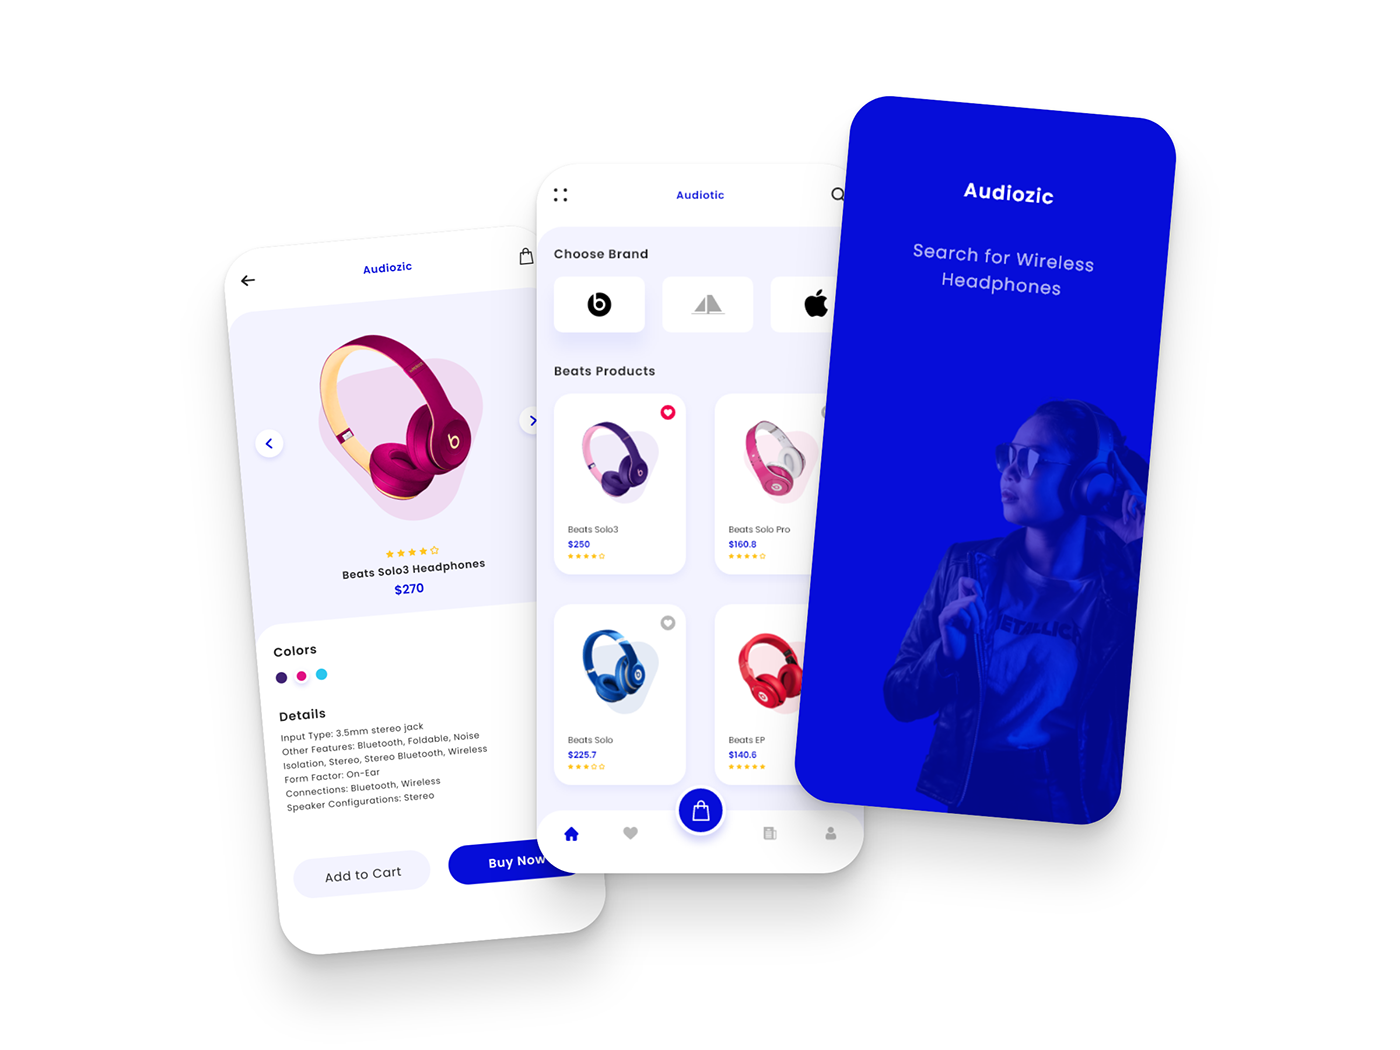 Audiozic
Beats Solo3 Headphones
$270
Colors
Details
Input Type: 3.5mm stereo jack
Other Features: Bluetooth, Foldable, Noise
Isolation, Stereo, Stereo Bluetooth, Wireless
Form Factor: On-Ear
Connections: Bluetooth, Wireless
Speaker Configurations: Stereo
Add to Cart
Buy Now
Audiotic
Choose Brand
Beats Products
Beats Solo3
$250
Beats Solo Pro
$160.8
Beats Solo
$225.7
Beats EP
$140.6
Audiozic
Search for Wireless
Headphones
METALLICA